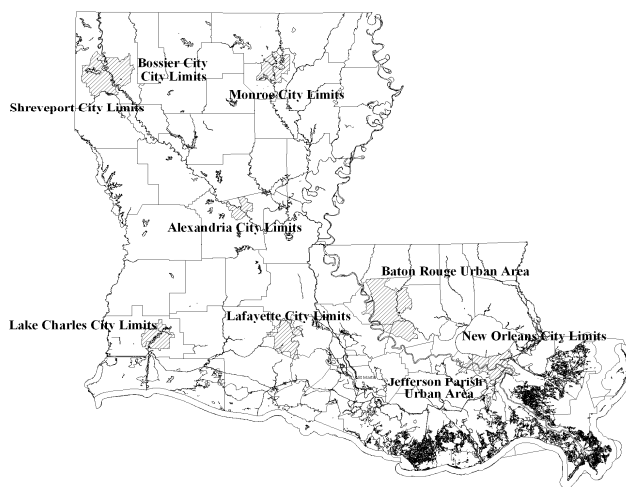 Bossier City
City Limits
Shreveport City Limits
Monroe City Limits
Alexandria City Limits
Baton Rouge Urban Area
Lake Charles City Limits
Lafayette City Limits
New Orleans City Limits
Jefferson Parish
Urban Area